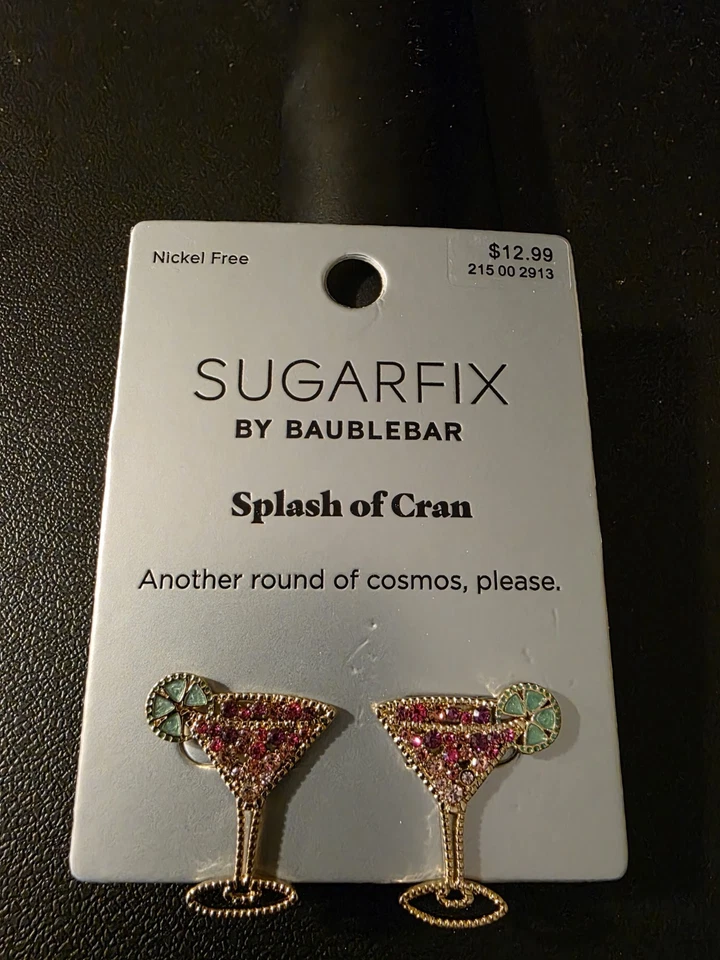 Nickel Free
$12.99
215 00 2913
SUGARFIX
BY BAUBLEBAR
Splash of Cran
Another round of cosmos, please.